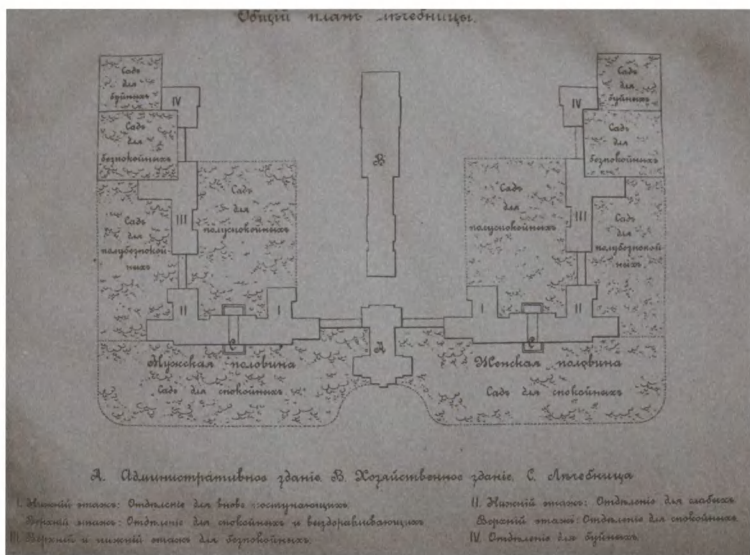 Общій планъ лѣчебницы.
Садъ
для
буйныхъ
IV
Садъ
для
безпокойныхъ
III
Садъ
для
полубезпокой
ныхъ
Садъ
для
полуспокойныхъ
II
I
C
Мужская половина
Садъ для спокойныхъ
B
A
Садъ
для
буйныхъ
IV
Садъ
для
безпокойныхъ
III
Садъ
для
полуспокойныхъ
Садъ
для
полубезпокой
ныхъ
I
II
C
Женская половина
Садъ для спокойныхъ
A. Административное зданіе. B. Хозяйственное зданіе. C. Лѣчебница
I. Нижній этажъ: Отдѣленіе для вновь поступающихъ
Верхній этажъ: Отдѣленіе для спокойныхъ и выздоравливающихъ
III Верхній и нижній этажъ для безпокойныхъ
II. Нижній этажъ: Отдѣленіе для слабыхъ
Верхній этажъ: Отдѣленіе для спокойныхъ
IV. Отдѣленіе для буйныхъ